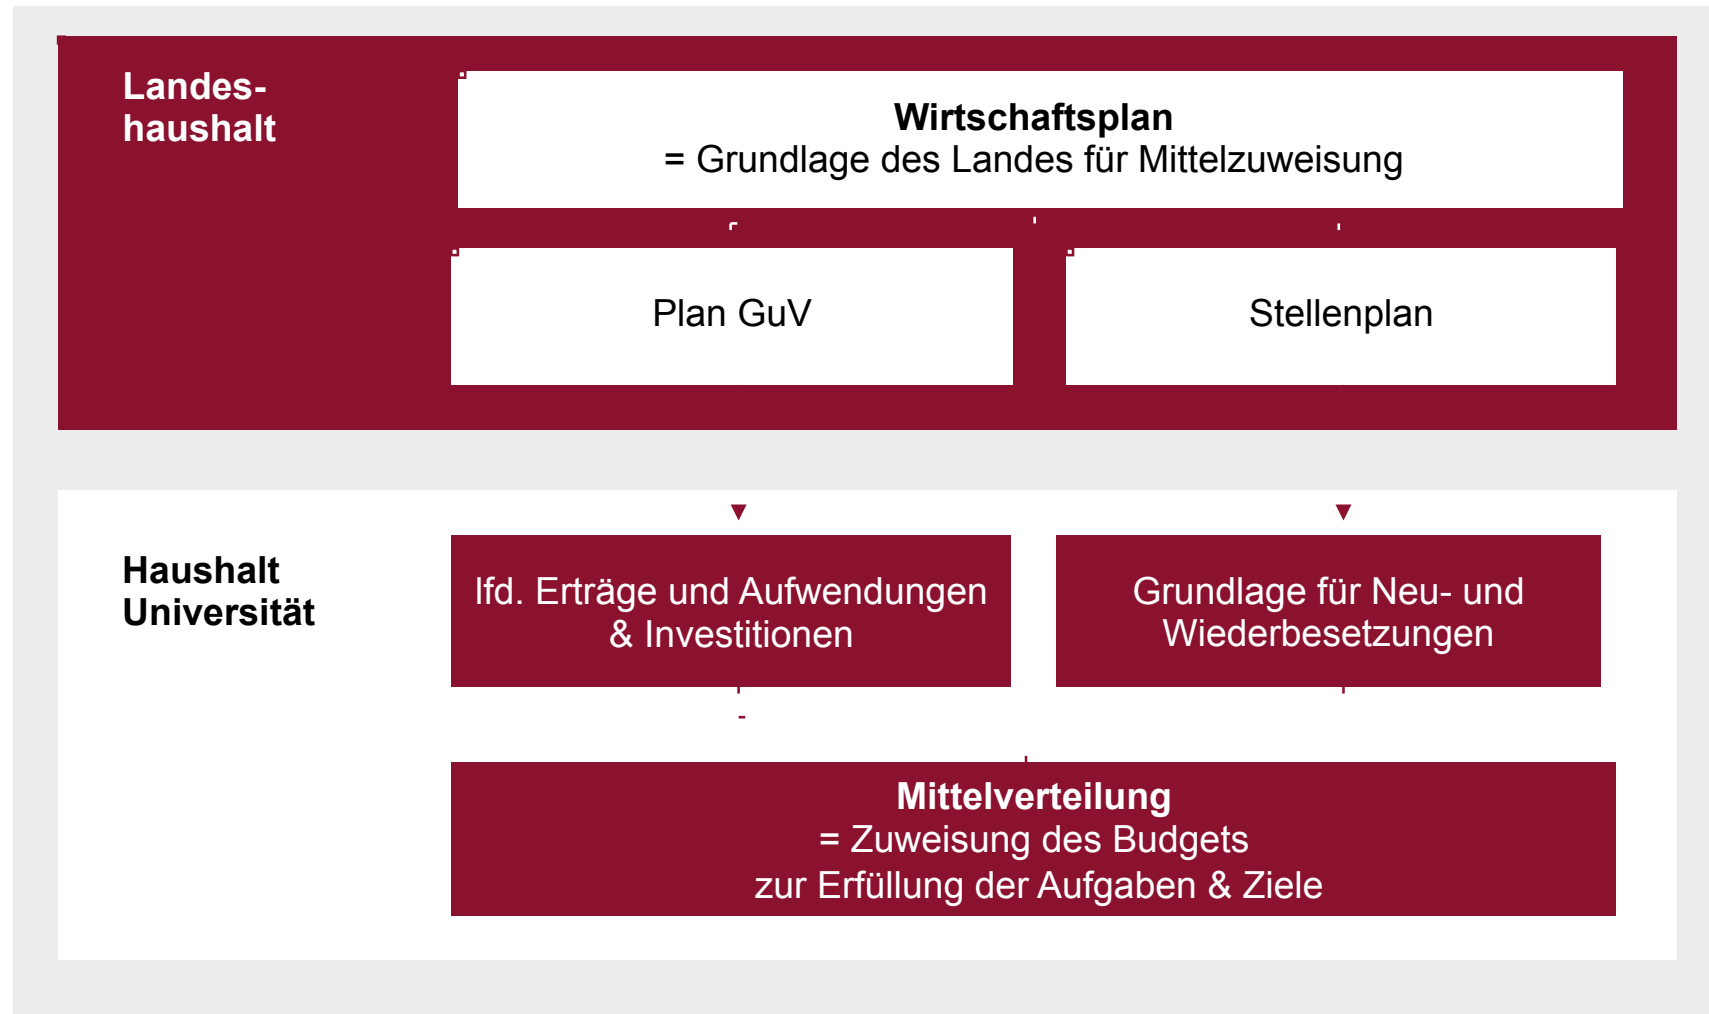 Landes-
haushalt
Wirtschaftsplan
= Grundlage des Landes für Mittelzuweisung
Plan GuV
Stellenplan
Haushalt
Universität
lfd. Erträge und Aufwendungen
& Investitionen
Grundlage für Neu- und
Wiederbesetzungen
Mittelverteilung
= Zuweisung des Budgets
zur Erfüllung der Aufgaben & Ziele